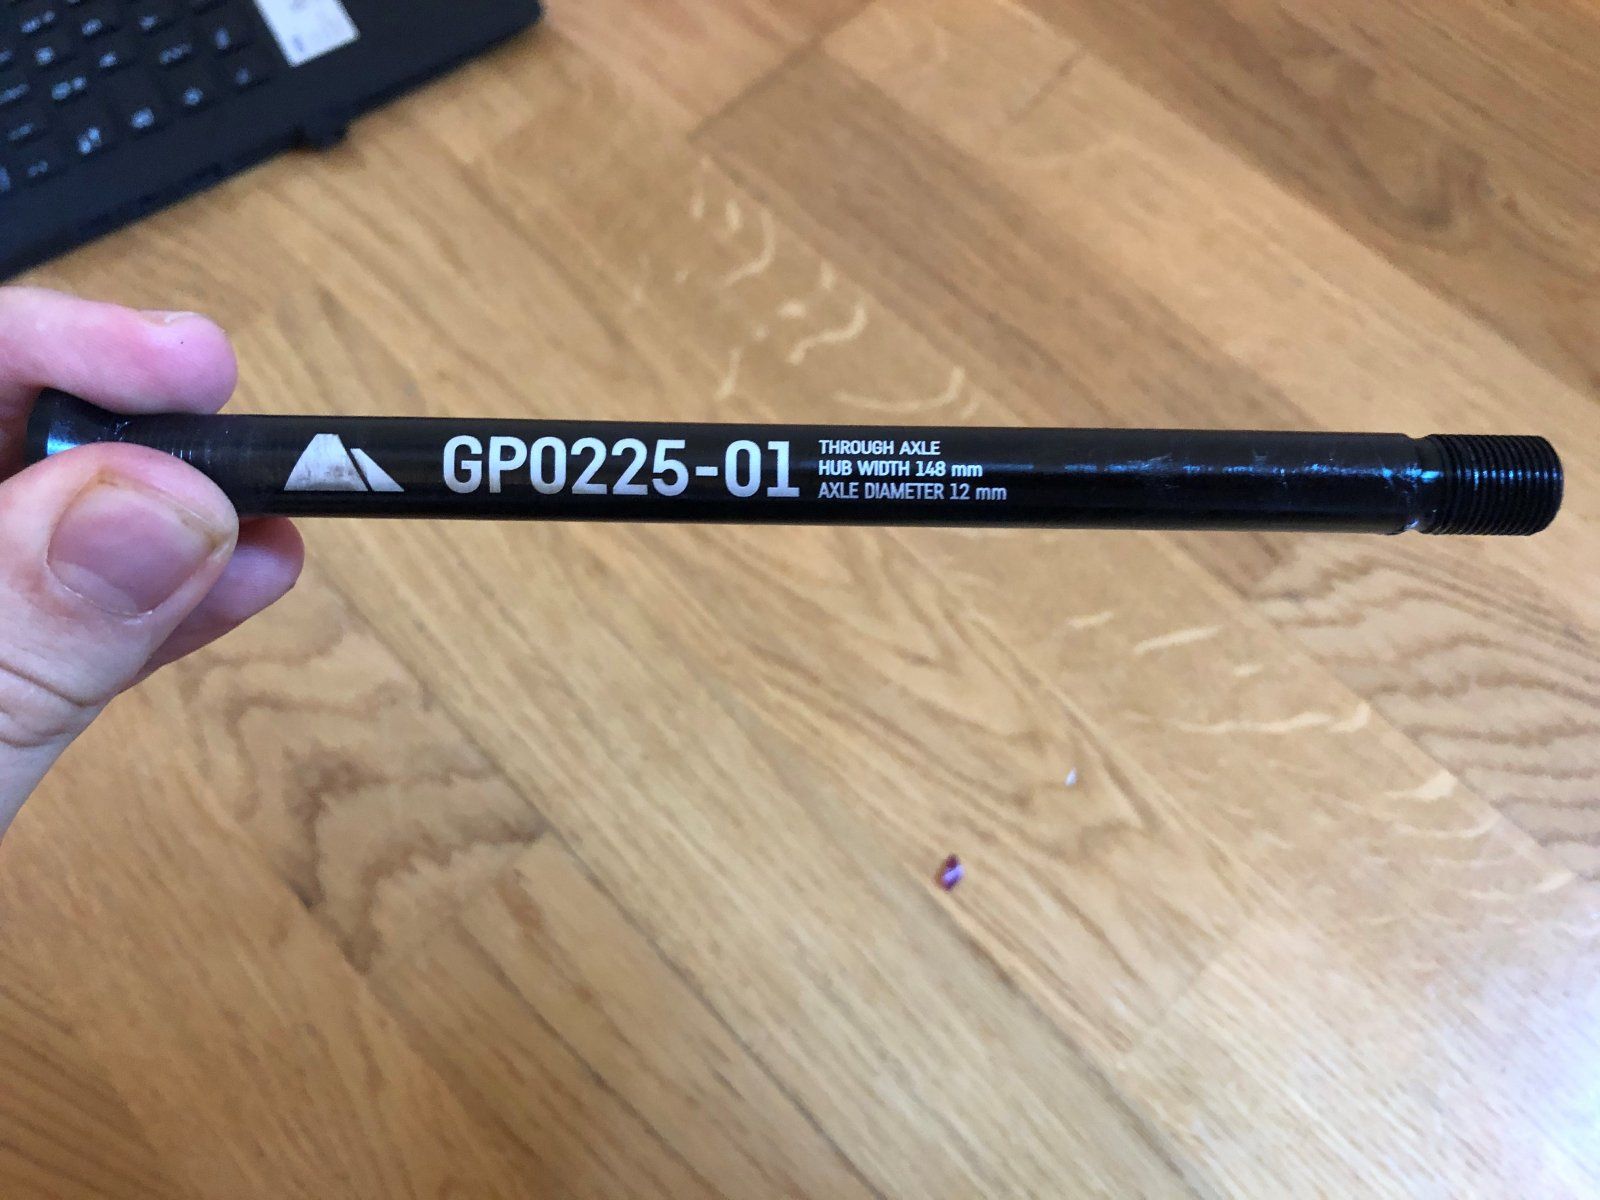 GP0225-01
THROUGH AXLE
HUB WIDTH 148 mm
AXLE DIAMETER 12 mm